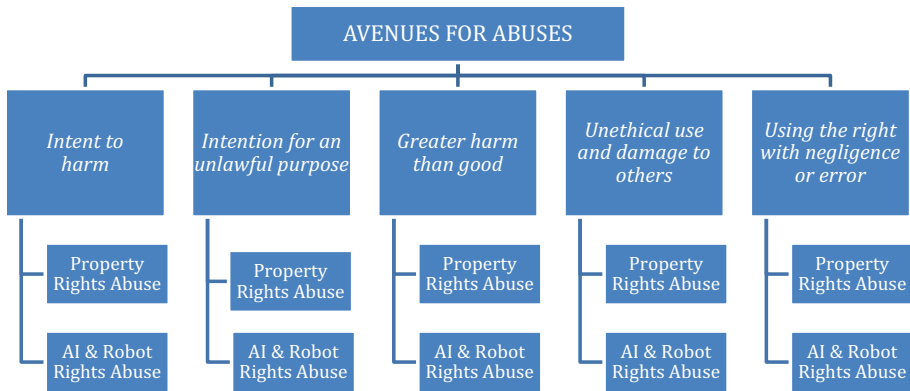 AVENUES FOR ABUSES
Intent to
harm
Property
Rights Abuse
AI & Robot
Rights Abuse
Intention for an
unlawful purpose
Property
Rights Abuse
AI & Robot
Rights Abuse
Greater harm
than good
Property
Rights Abuse
AI & Robot
Rights Abuse
Unethical use
and damage to
others
Property
Rights Abuse
AI & Robot
Rights Abuse
Using the right
with negligence
or error
Property
Rights Abuse
AI & Robot
Rights Abuse